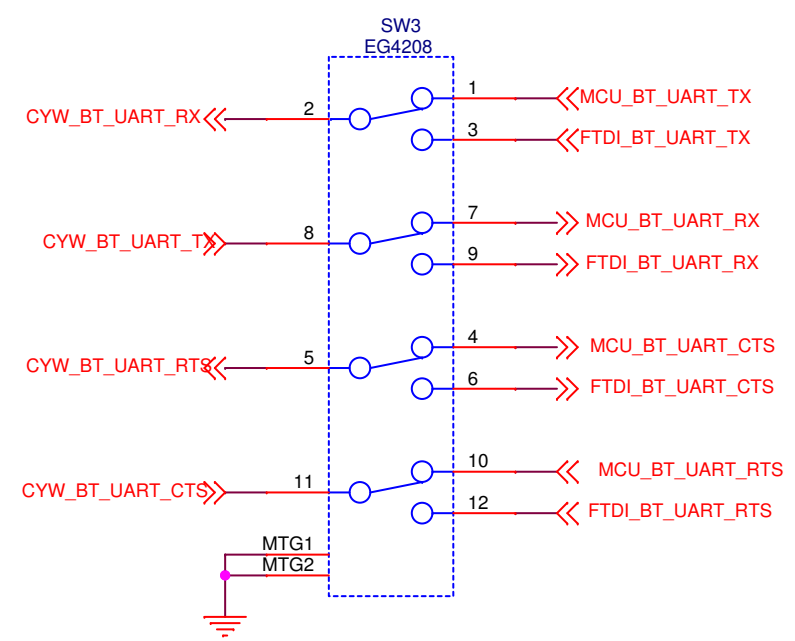 SW3
EG4208
CYW_BT_UART_RX
2
1
MCU_BT_UART_TX
3
FTDI_BT_UART_TX
CYW_BT_UART_TX
8
7
MCU_BT_UART_RX
9
FTDI_BT_UART_RX
CYW_BT_UART_RTS
5
4
MCU_BT_UART_CTS
6
FTDI_BT_UART_CTS
CYW_BT_UART_CTS
11
10
MCU_BT_UART_RTS
12
FTDI_BT_UART_RTS
MTG1
MTG2